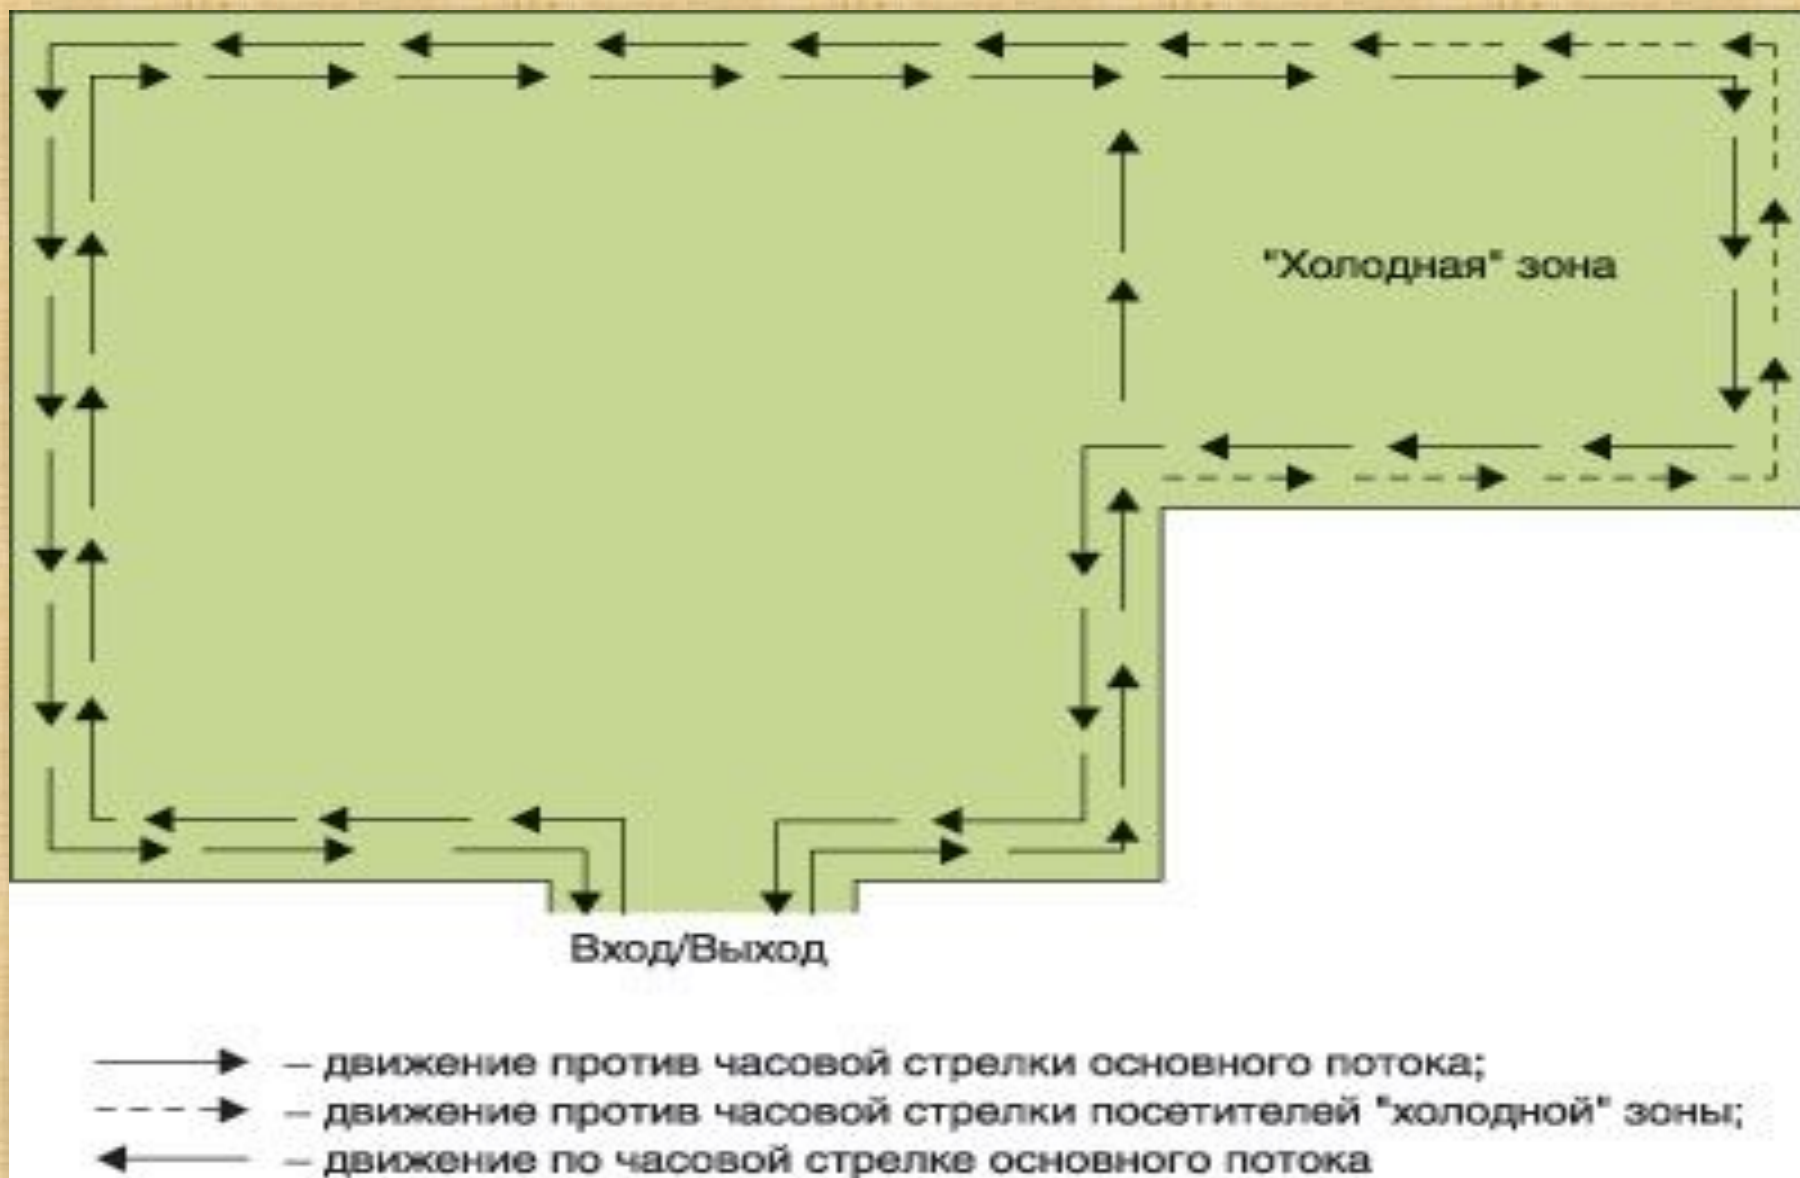 "Холодная" зона
Вход/Выход
– движение против часовой стрелки основного потока;
– движение против часовой стрелки посетителей "холодной" зоны;
– движение по часовой стрелке основного потока